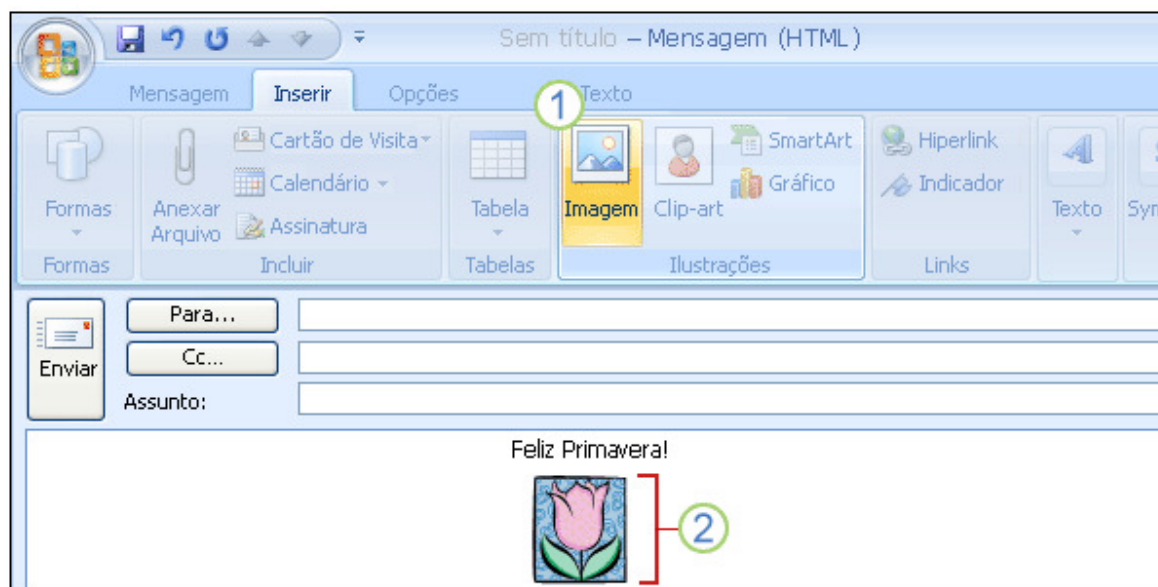 Sem título – Mensagem (HTML)
Mensagem Inserir Opções Texto
1
Cartão de Visita SmartArt Hiperlink
Calendário Gráfico Indicador
Formas Anexar Arquivo Assinatura Tabela Imagem Clip-art Texto
Formas Incluir Tabelas Ilustrações Links
Para...
Enviar Cc...
Assunto:
Feliz Primavera!
2